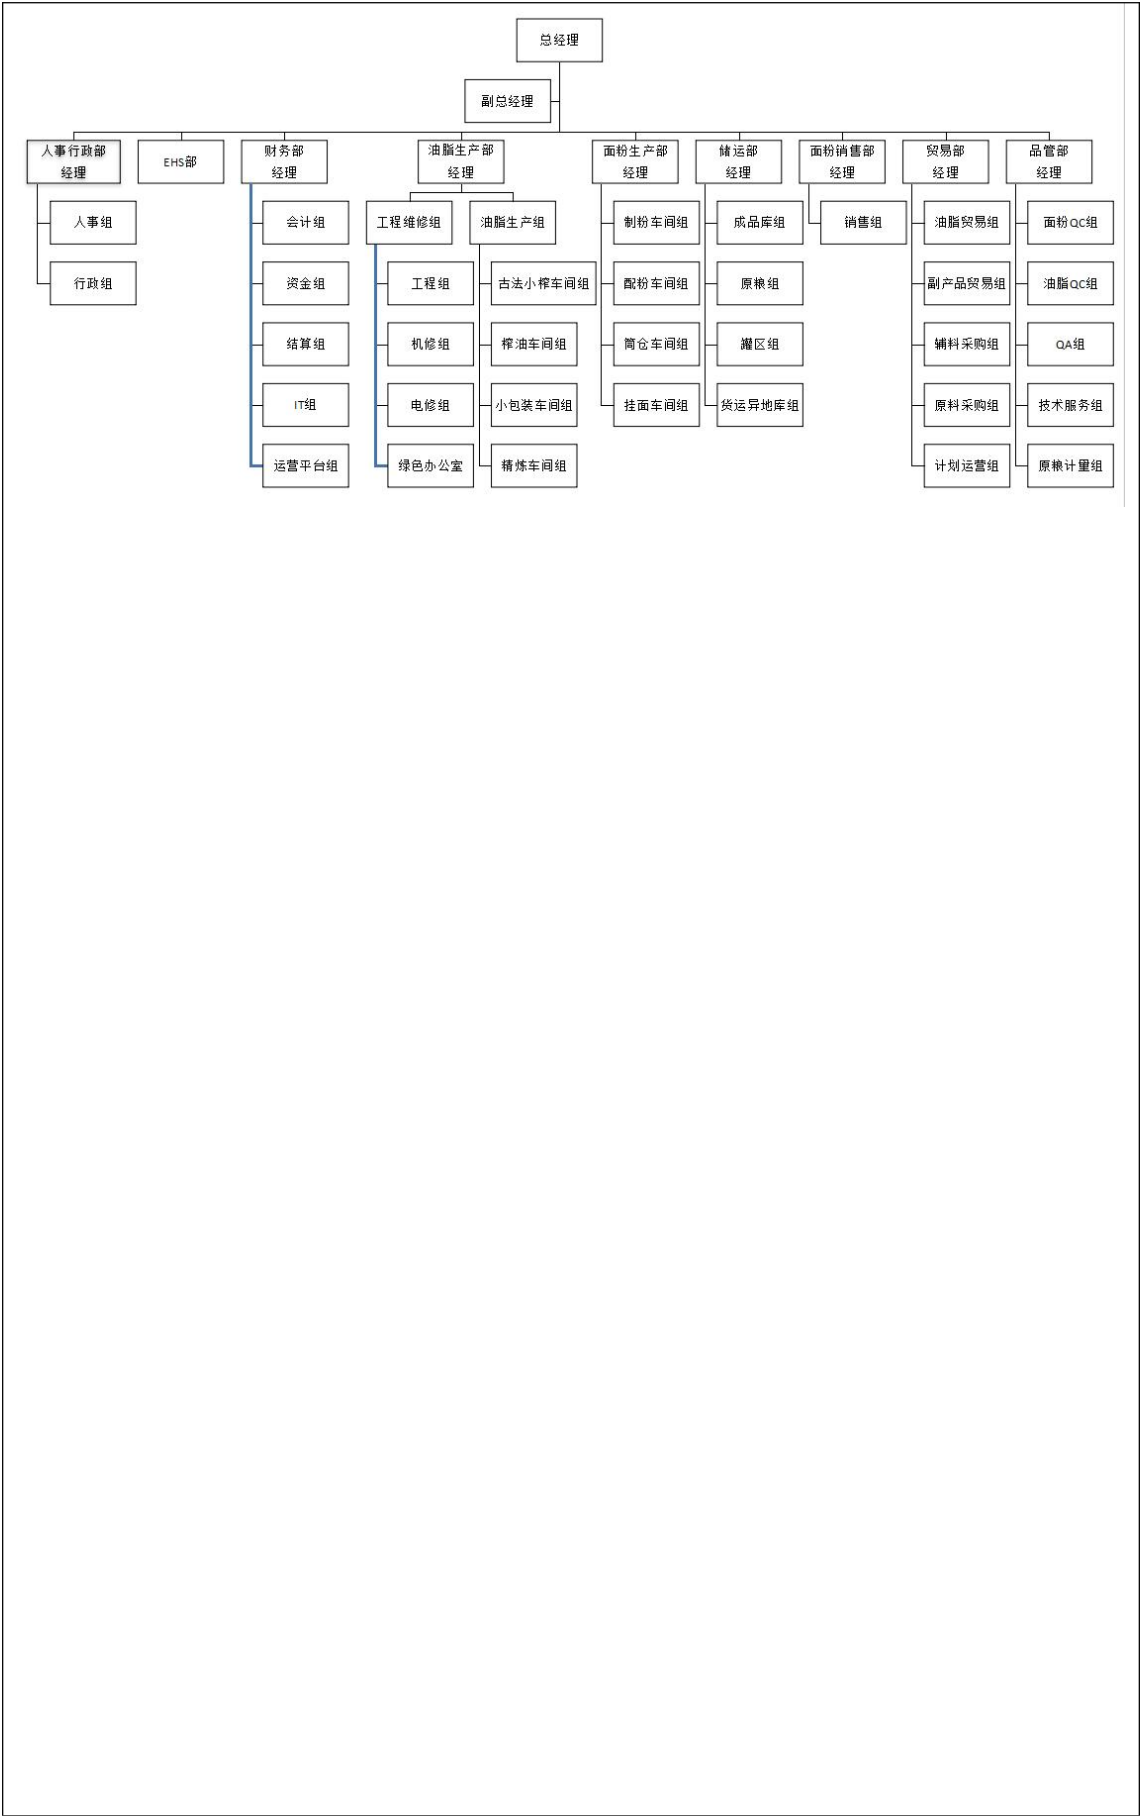 总经理
副总经理
人事行政部
经理
EHS部
财务部
经理
油脂生产部
经理
面粉生产部
经理
储运部
经理
面粉销售部
经理
贸易部
经理
品管部
经理
人事组
会计组
工程维修组
油脂生产组
制粉车间组
成品库组
销售组
油脂贸易组
面粉QC组
行政组
资金组
工程组
古法小榨车间组
配粉车间组
原粮组
副产品贸易组
油脂QC组
结算组
机修组
榨油车间组
筒仓车间组
罐区组
辅料采购组
QA组
IT组
电修组
小包装车间组
挂面车间组
货运异地库组
原料采购组
技术服务组
运营平台组
绿色办公室
精炼车间组
计划运营组
原粮计量组